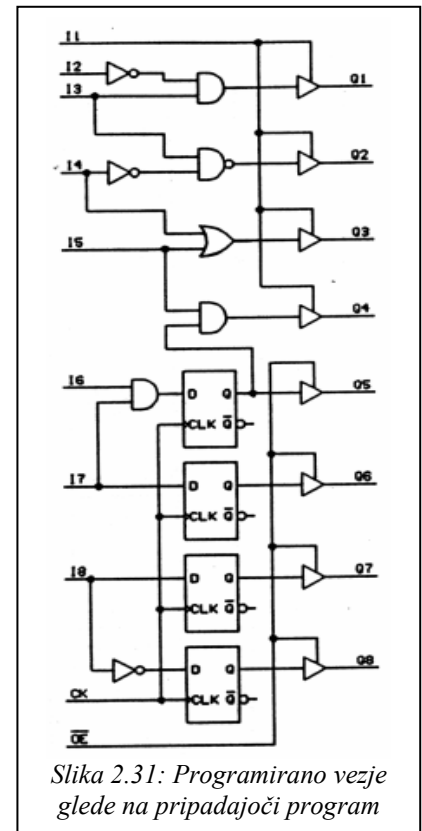 I1
I2
I3
Q1
Q2
I4
Q3
I5
Q4
I6
D Q
Q5
CLK Q̅
I7
D Q
Q6
CLK Q̅
I8
D Q
Q7
CLK Q̅
D Q
Q8
CK
CLK Q̅
O̅E̅
Slika 2.31: Programirano vezje
glede na pripadajoči program